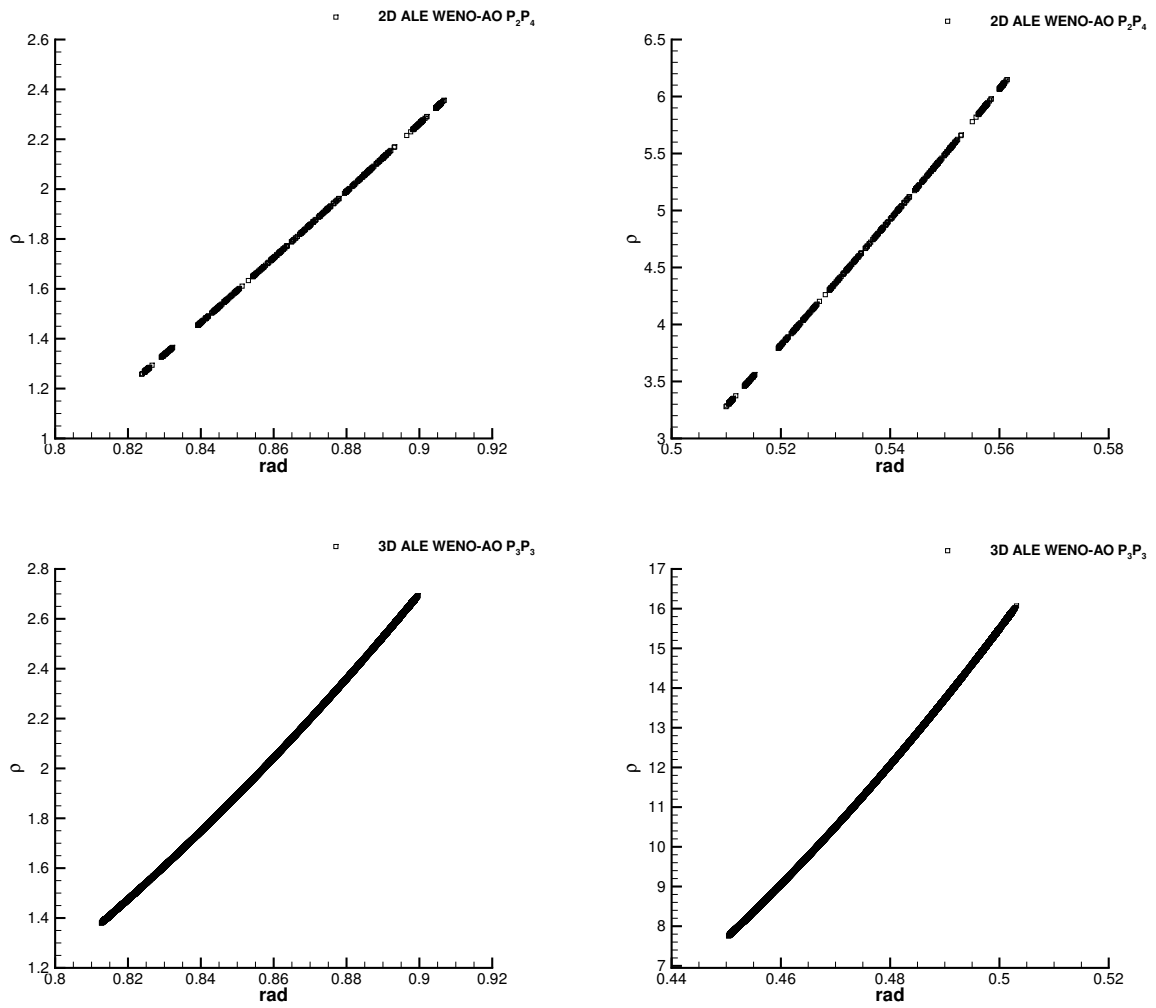 2D ALE WENO-AO P₂P₄
2.6
2.4
2.2
2
1.8
1.6
1.4
1.2
1
ρ
0.8 0.82 0.84 0.86 0.88 0.9 0.92
rad
2D ALE WENO-AO P₂P₄
6.5
6
5.5
5
4.5
4
3.5
3
ρ
0.5 0.52 0.54 0.56 0.58
rad
3D ALE WENO-AO P₃P₃
2.8
2.6
2.4
2.2
2
1.8
1.6
1.4
1.2
ρ
0.8 0.82 0.84 0.86 0.88 0.9 0.92
rad
3D ALE WENO-AO P₃P₃
17
16
15
14
13
12
11
10
9
8
7
ρ
0.44 0.46 0.48 0.5 0.52
rad